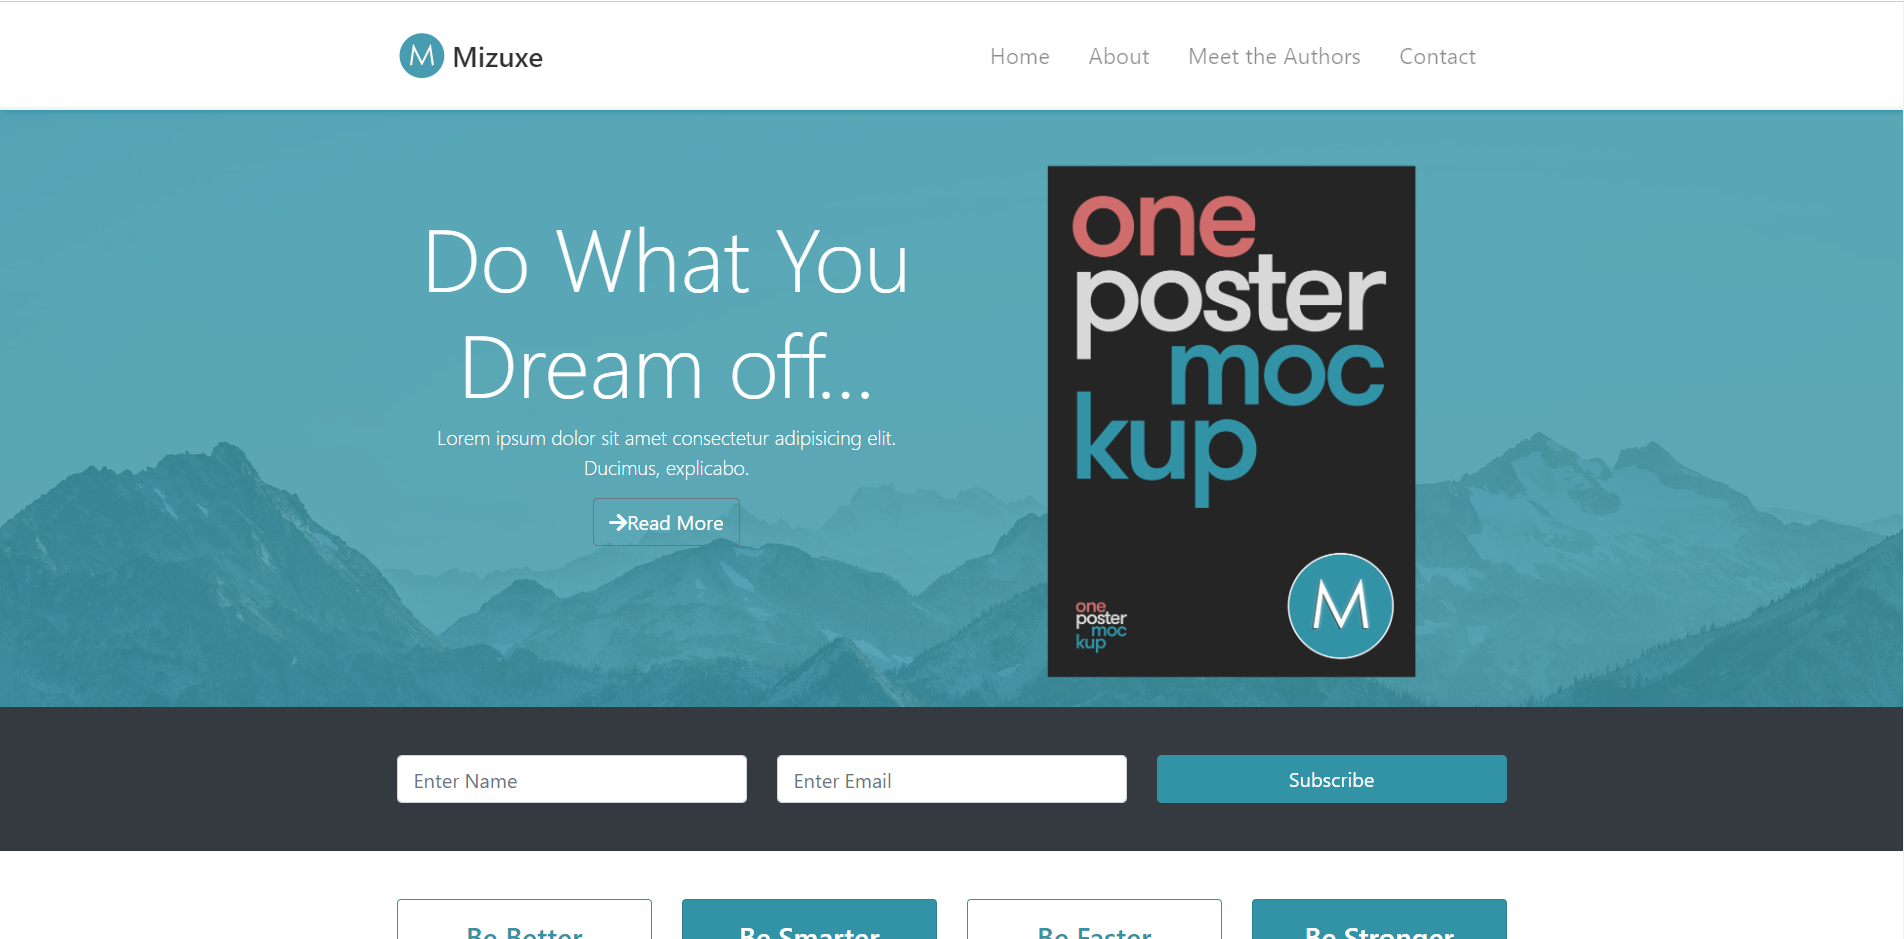 M Mizuxe
Home About Meet the Authors Contact
Do What You
Dream off...
Lorem ipsum dolor sit amet consectetur adipisicing elit.
Ducimus, explicabo.
Read More
one
poster
moc
kup
one
poster
moc
kup
M
Enter Name
Enter Email
Subscribe
Be Better
Be Smarter
Be Faster
Be Stronger